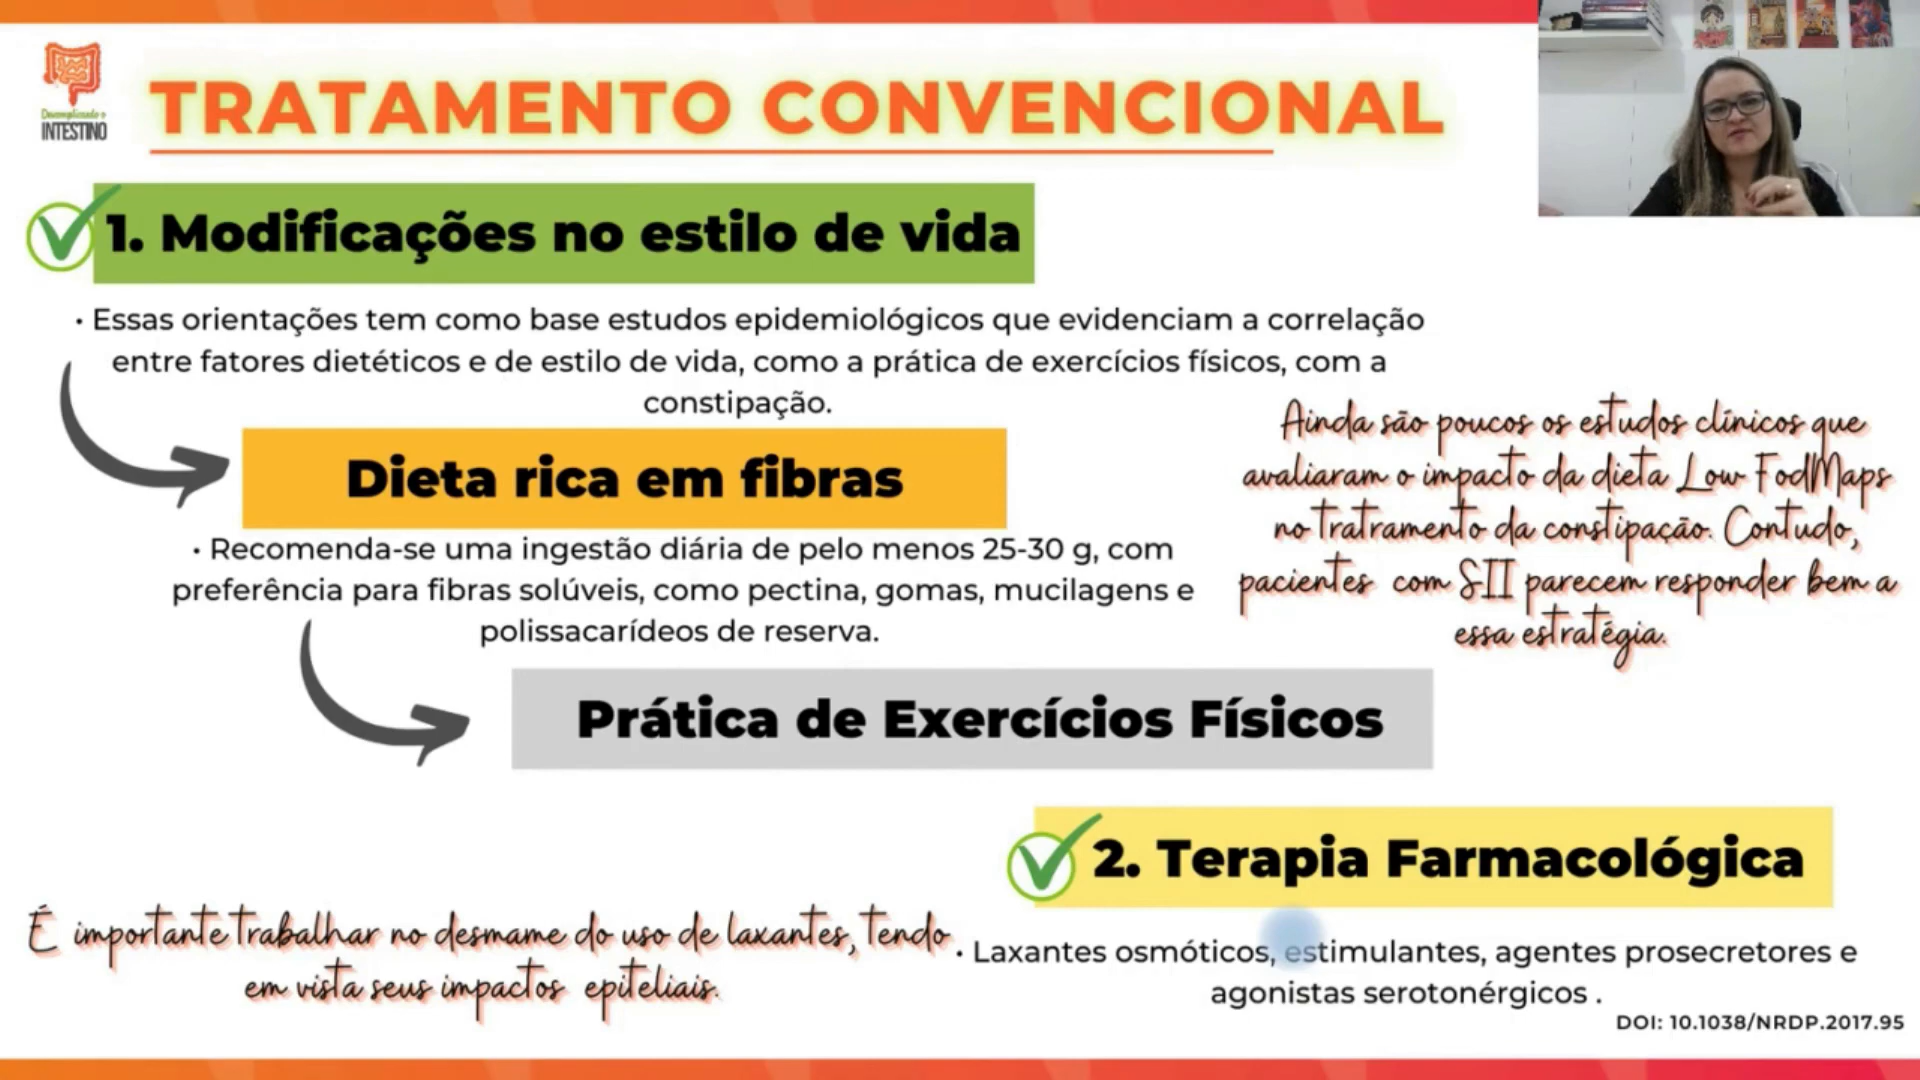 Descomplicando o
INTESTINO
TRATAMENTO CONVENCIONAL
1. Modificações no estilo de vida
• Essas orientações tem como base estudos epidemiológicos que evidenciam a correlação
entre fatores dietéticos e de estilo de vida, como a prática de exercícios físicos, com a
constipação.
Dieta rica em fibras
• Recomenda-se uma ingestão diária de pelo menos 25-30 g, com
preferência para fibras solúveis, como pectina, gomas, mucilagens e
polissacarídeos de reserva.
Ainda são poucos os estudos clínicos que
avaliaram o impacto da dieta Low FodMaps
no tratramento da constipação. Contudo,
pacientes com SII parecem responder bem a
essa estratégia.
Prática de Exercícios Físicos
2. Terapia Farmacológica
É importante trabalhar no desmame do uso de laxantes, tendo
em vista seus impactos epiteliais.
• Laxantes osmóticos, estimulantes, agentes prosecretores e
agonistas serotonérgicos .
DOI: 10.1038/NRDP.2017.95